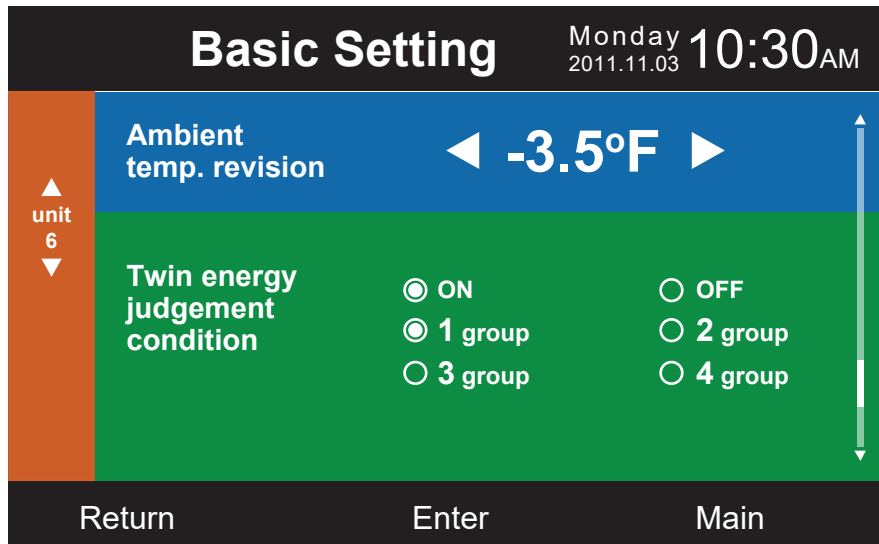 Basic Setting
Monday
2011.11.03
10:30AM
unit
6
Ambient
temp. revision
-3.5ºF
Twin energy
judgement
condition
ON OFF
1 group 2 group
3 group 4 group
Return Enter Main